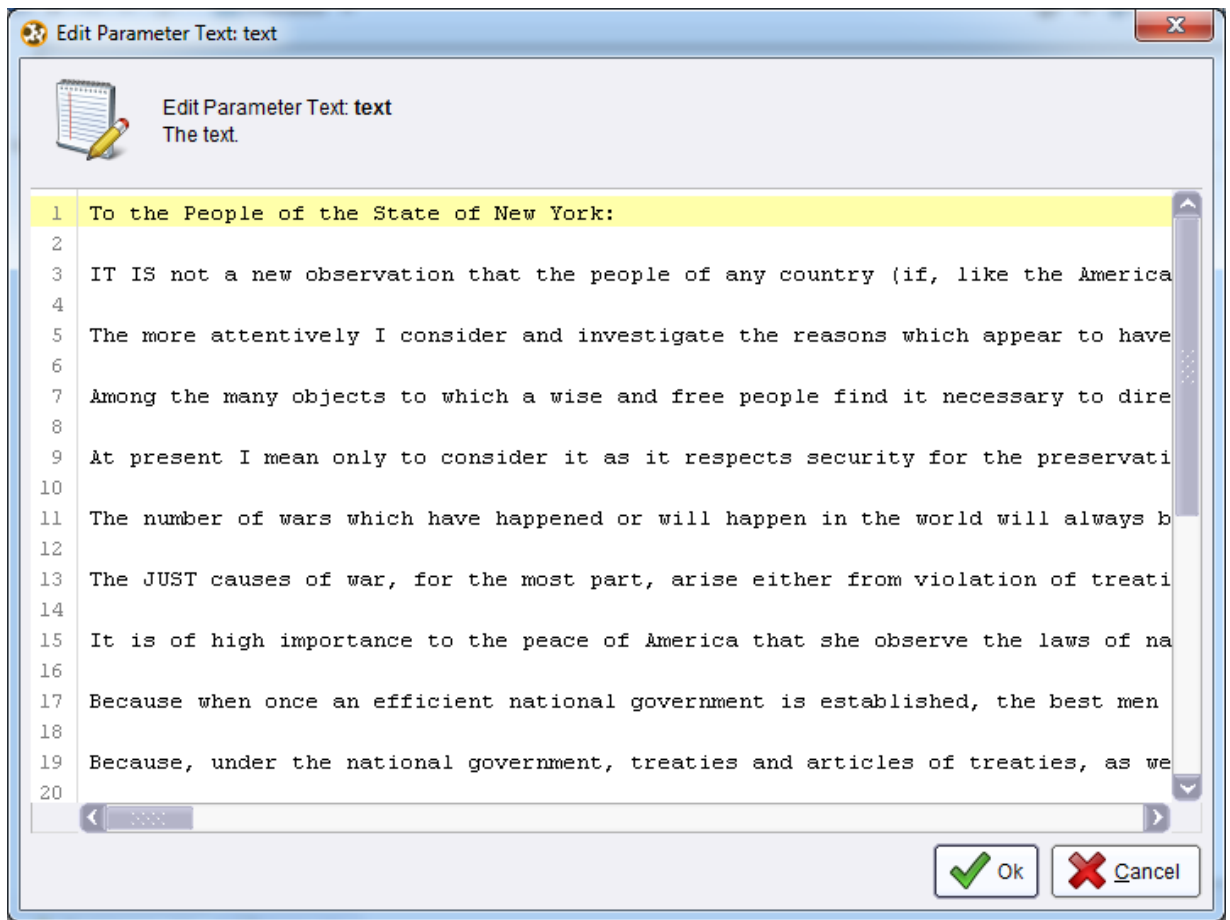 Edit Parameter Text: text
Edit Parameter Text: text
The text.
1 To the People of the State of New York:
2
3 IT IS not a new observation that the people of any country (if, like the America
4
5 The more attentively I consider and investigate the reasons which appear to have
6
7 Among the many objects to which a wise and free people find it necessary to dire
8
9 At present I mean only to consider it as it respects security for the preservati
10
11 The number of wars which have happened or will happen in the world will always b
12
13 The JUST causes of war, for the most part, arise either from violation of treati
14
15 It is of high importance to the peace of America that she observe the laws of na
16
17 Because when once an efficient national government is established, the best men
18
19 Because, under the national government, treaties and articles of treaties, as we
20
Ok Cancel